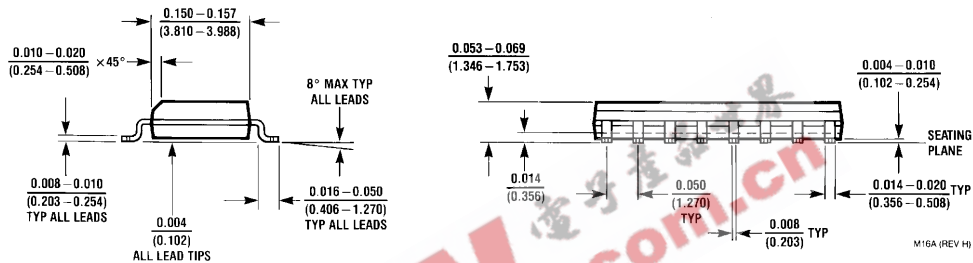 0.150 – 0.157
(3.810 – 3.988)
0.010 – 0.020
(0.254 – 0.508)
×45°
8° MAX TYP
ALL LEADS
0.008 – 0.010
(0.203 – 0.254)
TYP ALL LEADS
0.004
(0.102)
ALL LEAD TIPS
0.016 – 0.050
(0.406 – 1.270)
TYP ALL LEADS
0.053 – 0.069
(1.346 – 1.753)
0.004 – 0.010
(0.102 – 0.254)
SEATING
PLANE
0.014
(0.356)
0.050
(1.270)
TYP
0.014 – 0.020
(0.356 – 0.508)
TYP
0.008
(0.203)
TYP
M16A (REV H)
.com.cn